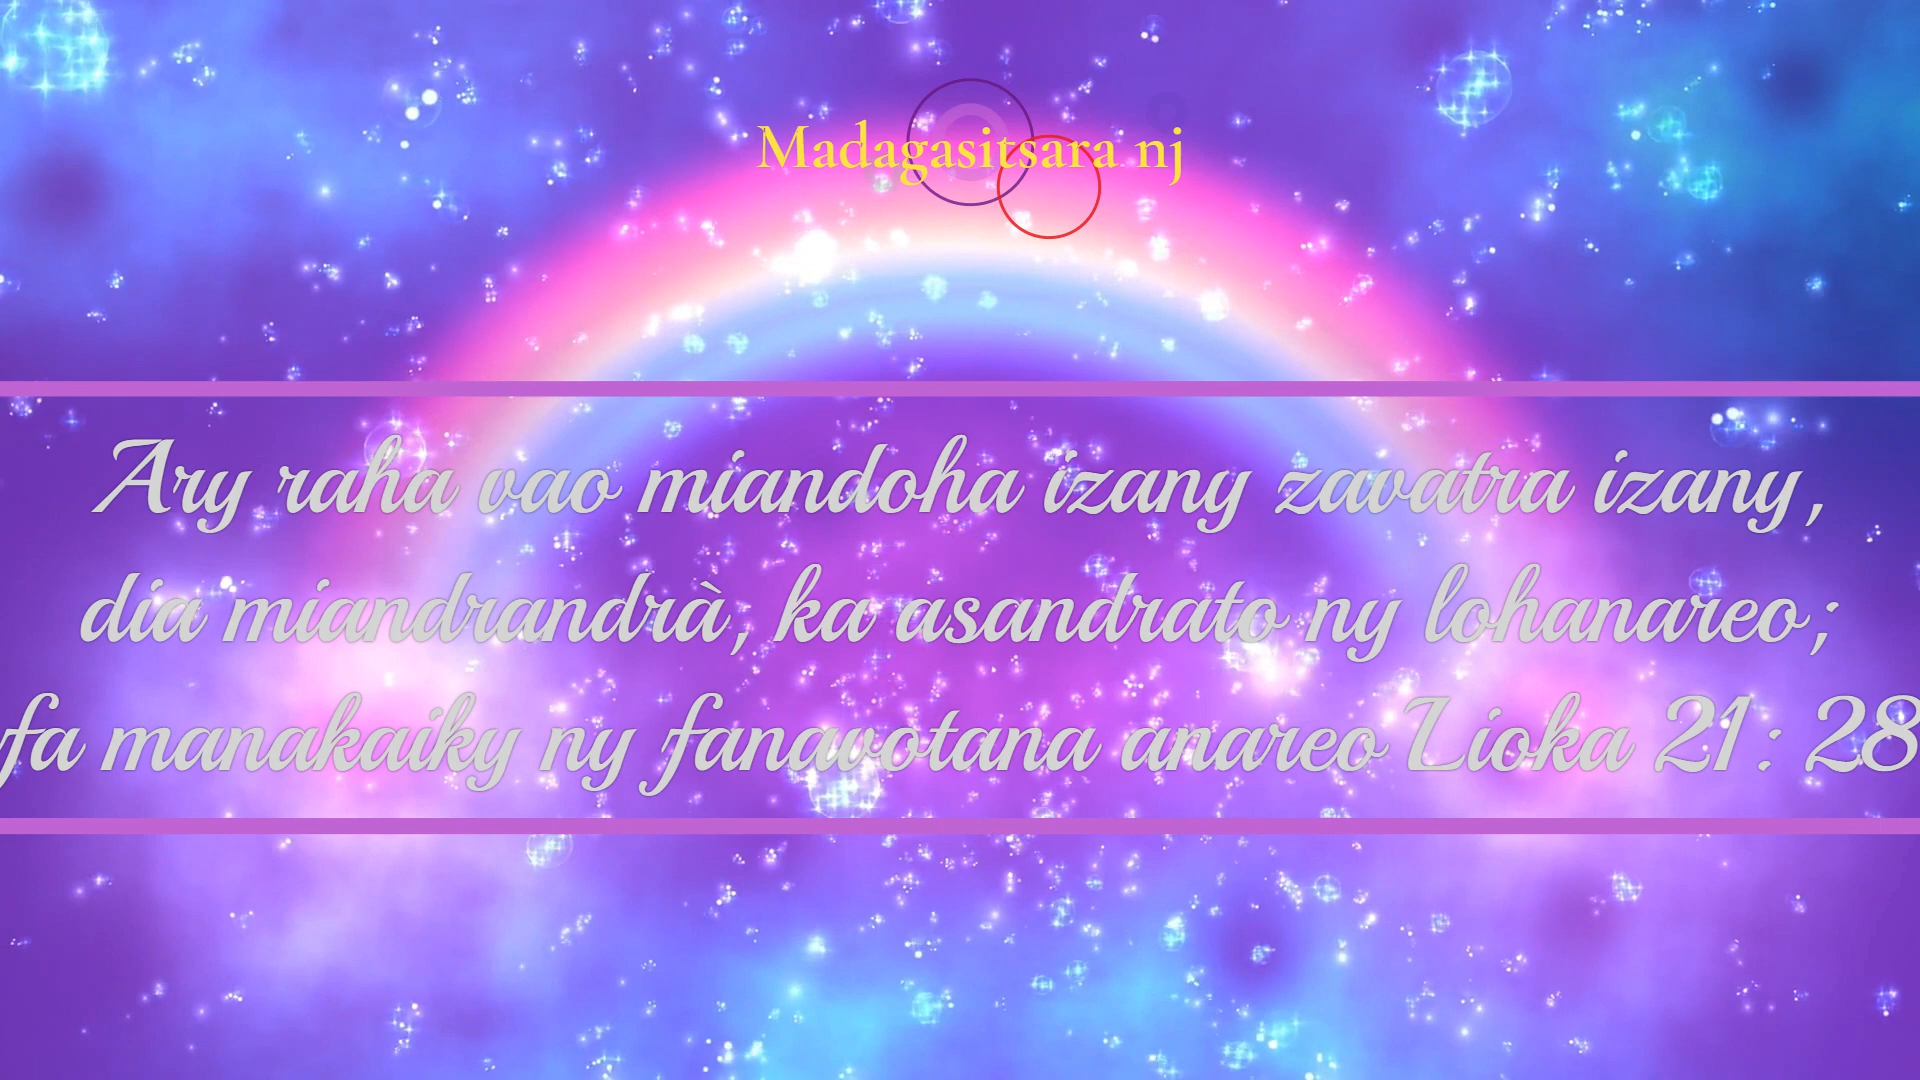 Madagasitsara nj
Ary raha vao miandoha izany zavatra izany,
dia miandrandrà, ka asandrato ny lohanareo;
fa manakaiky ny fanavotana anareo Lioka 21 : 28